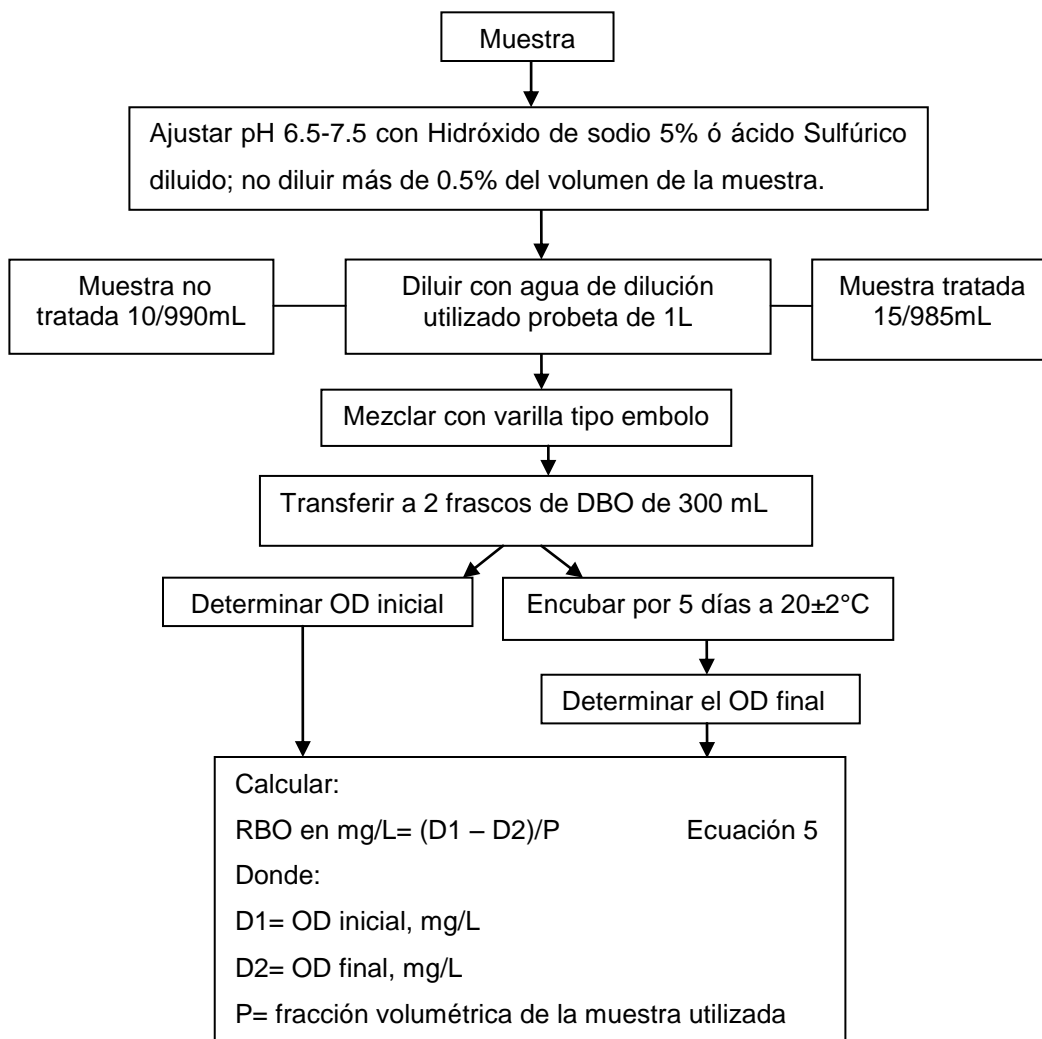 Muestra
Ajustar pH 6.5-7.5 con Hidróxido de sodio 5% ó ácido Sulfúrico
diluido; no diluir más de 0.5% del volumen de la muestra.
Muestra no
tratada 10/990mL
Diluir con agua de dilución
utilizado probeta de 1L
Muestra tratada
15/985mL
Mezclar con varilla tipo embolo
Transferir a 2 frascos de DBO de 300 mL
Determinar OD inicial
Encubar por 5 días a 20±2°C
Determinar el OD final
Calcular:
RBO en mg/L= (D1 – D2)/P Ecuación 5
Donde:
D1= OD inicial, mg/L
D2= OD final, mg/L
P= fracción volumétrica de la muestra utilizada